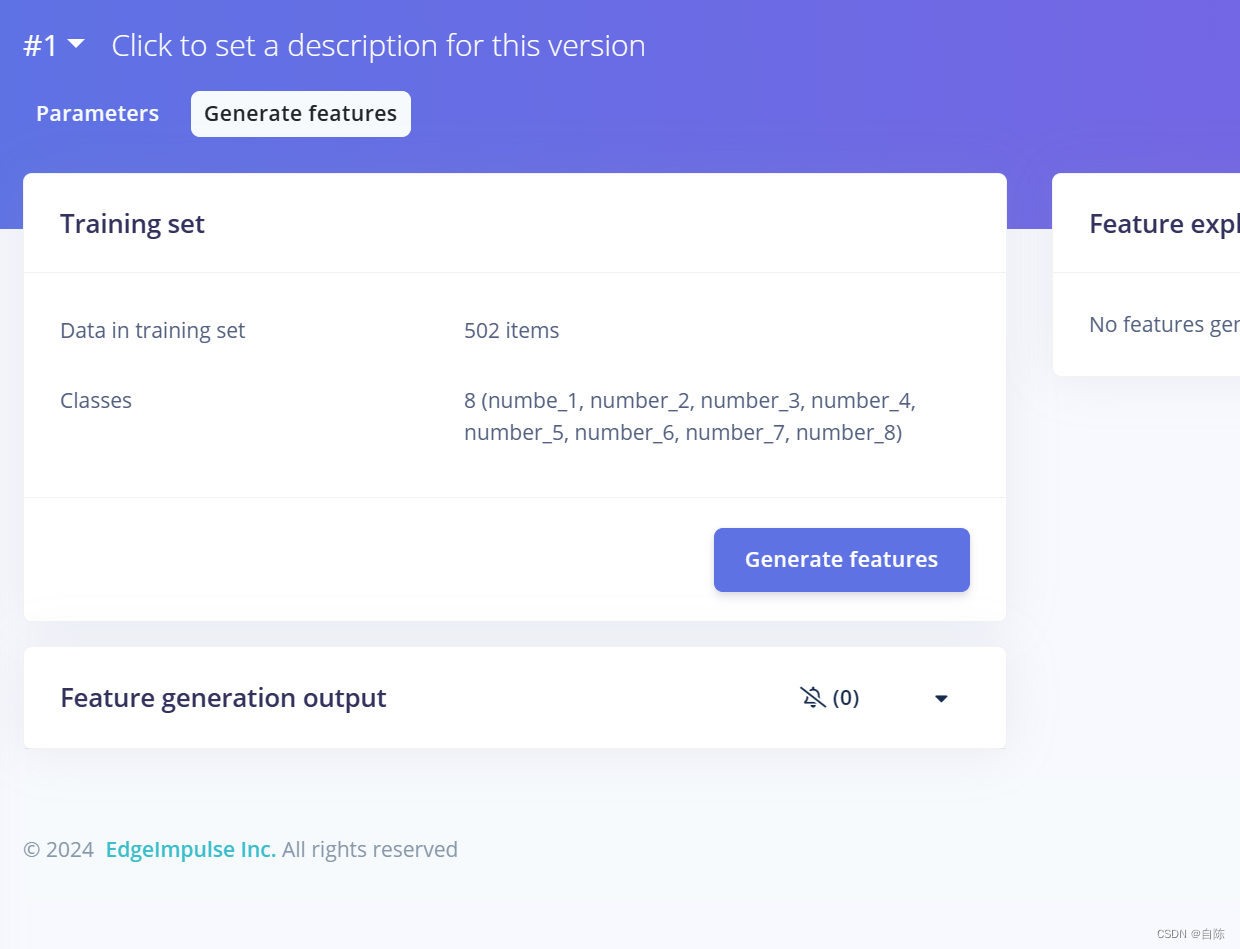 #1 Click to set a description for this version
Parameters Generate features
Training set
Data in training set 502 items
Classes 8 (numbe_1, number_2, number_3, number_4,
number_5, number_6, number_7, number_8)
Generate features
Feature generation output (0)
Feature expl
No features ger
© 2024 EdgeImpulse Inc. All rights reserved
CSDN @自陈